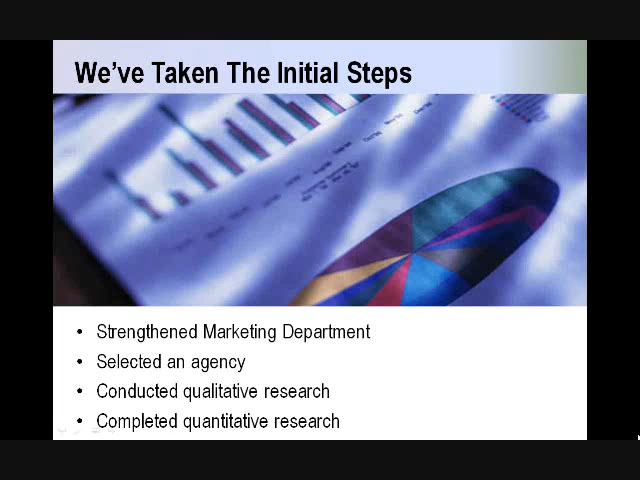 We've Taken The Initial Steps
• Strengthened Marketing Department
• Selected an agency
• Conducted qualitative research
• Completed quantitative research